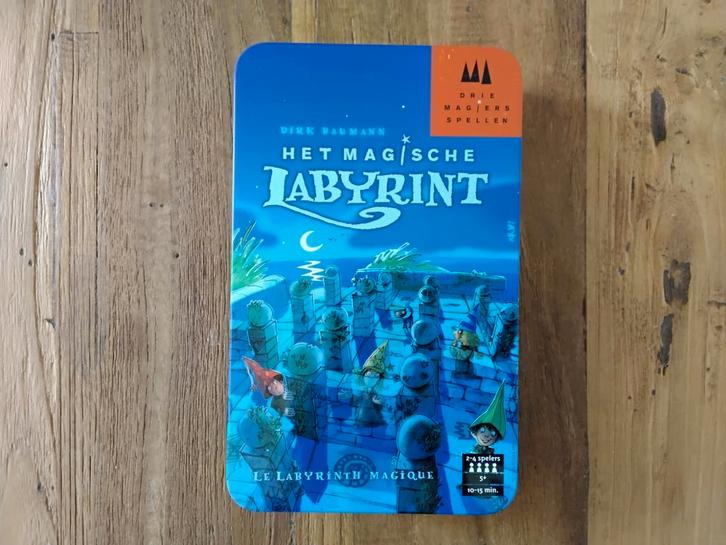 DRIE
MAGIERS
SPELLEN
DIRK BAUMANN
HET MAGISCHE
LABYRINT
LE LABYRINTH MAGIQUE
2-4 spelers
5+
10-15 min.